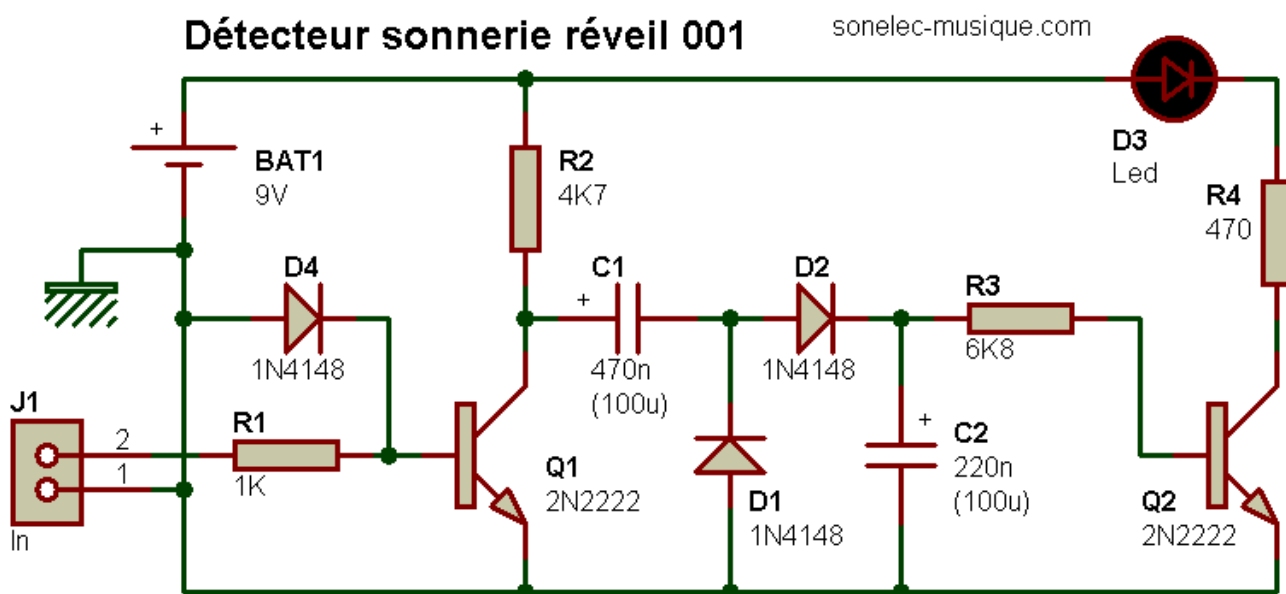 Détecteur sonnerie réveil 001
sonelec-musique.com
+
BAT1
9V
R2
4K7
D3
Led
R4
470
D4
1N4148
C1
+
470n
(100u)
D2
1N4148
R3
6K8
J1
2
1
In
R1
1K
Q1
2N2222
D1
1N4148
+
C2
220n
(100u)
Q2
2N2222